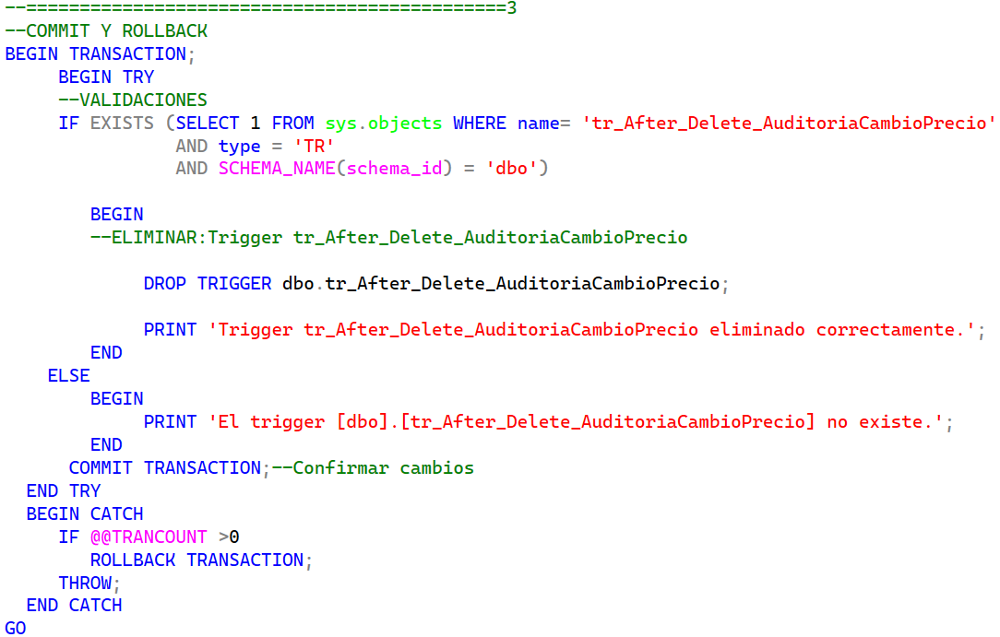 --=============================================3
--COMMIT Y ROLLBACK
BEGIN TRANSACTION;
BEGIN TRY
--VALIDACIONES
IF EXISTS (SELECT 1 FROM sys.objects WHERE name= 'tr_After_Delete_AuditoriaCambioPrecio'
AND type = 'TR'
AND SCHEMA_NAME(schema_id) = 'dbo')
BEGIN
--ELIMINAR:Trigger tr_After_Delete_AuditoriaCambioPrecio
DROP TRIGGER dbo.tr_After_Delete_AuditoriaCambioPrecio;
PRINT 'Trigger tr_After_Delete_AuditoriaCambioPrecio eliminado correctamente.';
END
ELSE
BEGIN
PRINT 'El trigger [dbo].[tr_After_Delete_AuditoriaCambioPrecio] no existe.';
END
COMMIT TRANSACTION;--Confirmar cambios
END TRY
BEGIN CATCH
IF @@TRANCOUNT >0
ROLLBACK TRANSACTION;
THROW;
END CATCH
GO